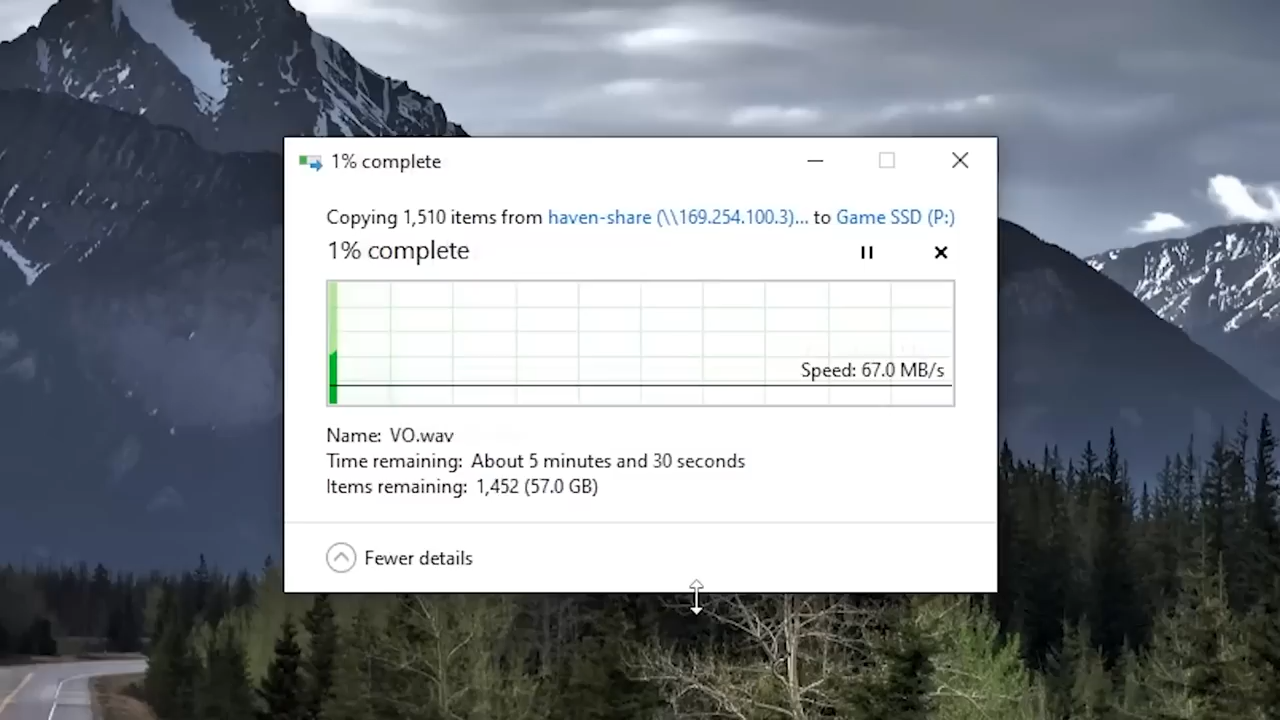 1% complete
Copying 1,510 items from haven-share (\\169.254.100.3)... to Game SSD (P:)
1% complete
Speed: 67.0 MB/s
Name: VO.wav
Time remaining: About 5 minutes and 30 seconds
Items remaining: 1,452 (57.0 GB)
Fewer details